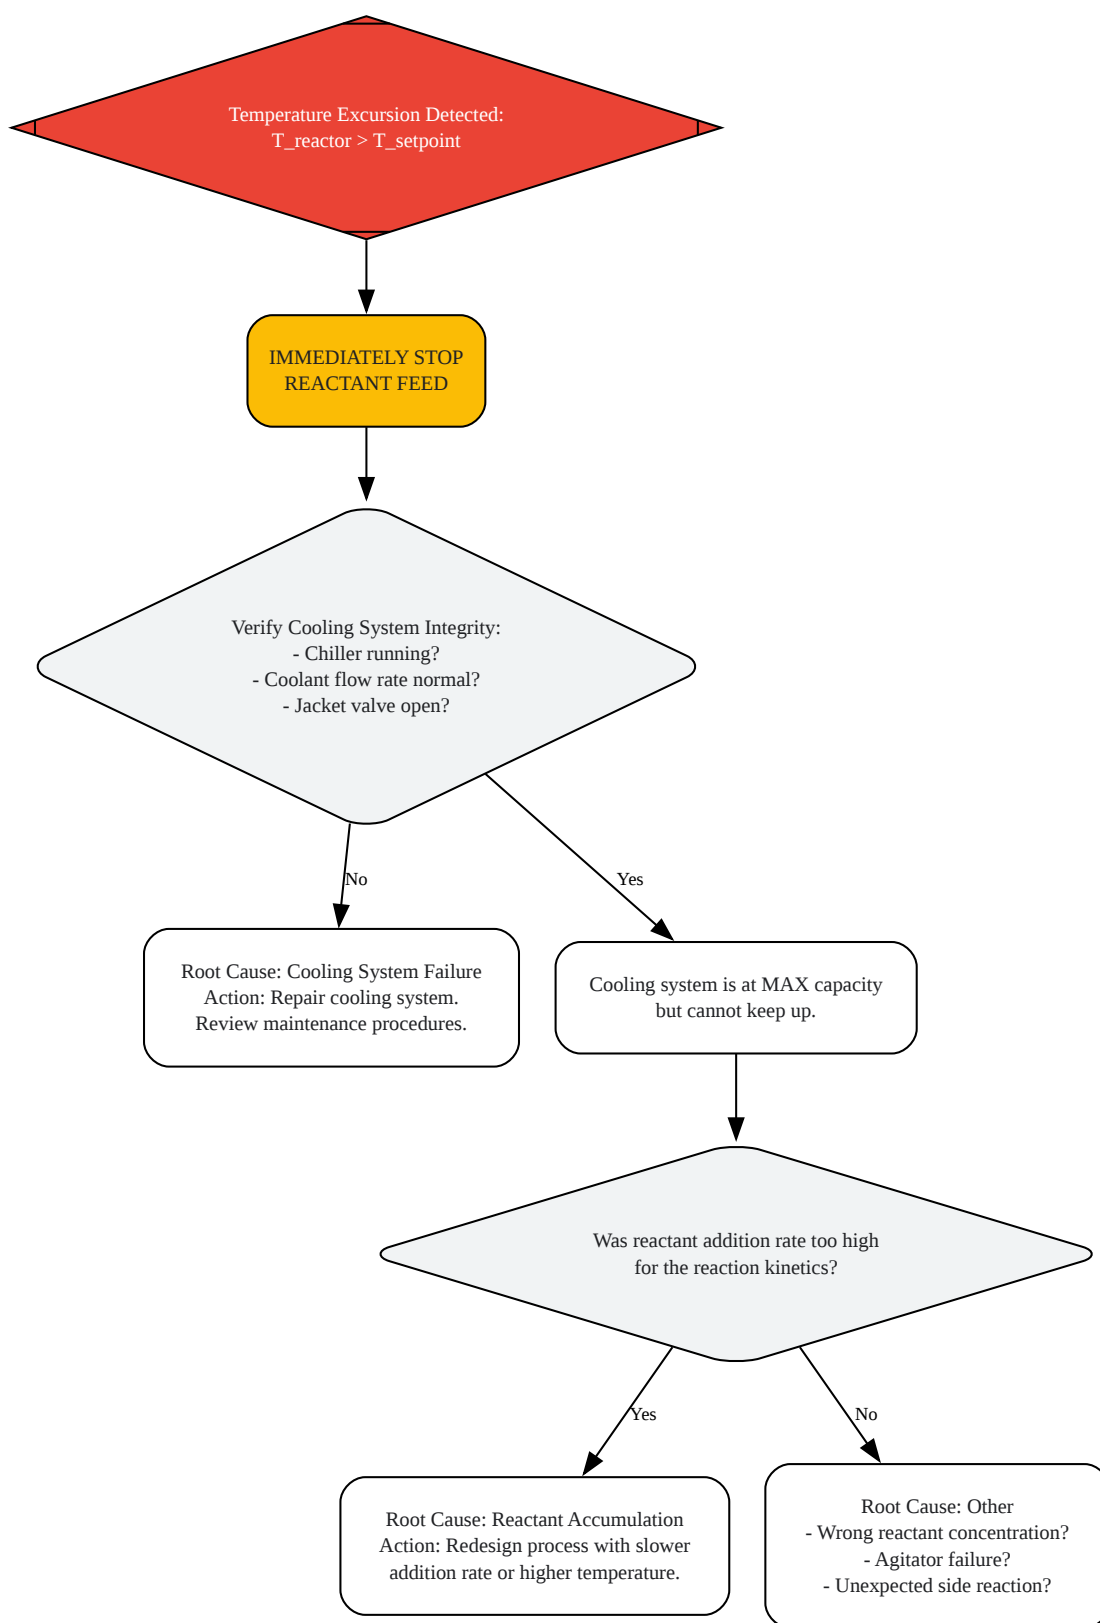 Temperature Excursion Detected:
T_reactor > T_setpoint
IMMEDIATELY STOP
REACTANT FEED
Verify Cooling System Integrity:
- Chiller running?
- Coolant flow rate normal?
- Jacket valve open?
No
Yes
Root Cause: Cooling System Failure
Action: Repair cooling system.
Review maintenance procedures.
Cooling system is at MAX capacity
but cannot keep up.
Was reactant addition rate too high
for the reaction kinetics?
Yes
No
Root Cause: Reactant Accumulation
Action: Redesign process with slower
addition rate or higher temperature.
Root Cause: Other
- Wrong reactant concentration?
- Agitator failure?
- Unexpected side reaction?